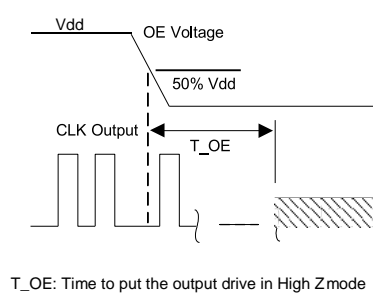 Vdd
OE Voltage
50% Vdd
CLK Output
T_OE
T_OE: Time to put the output drive in High Z mode